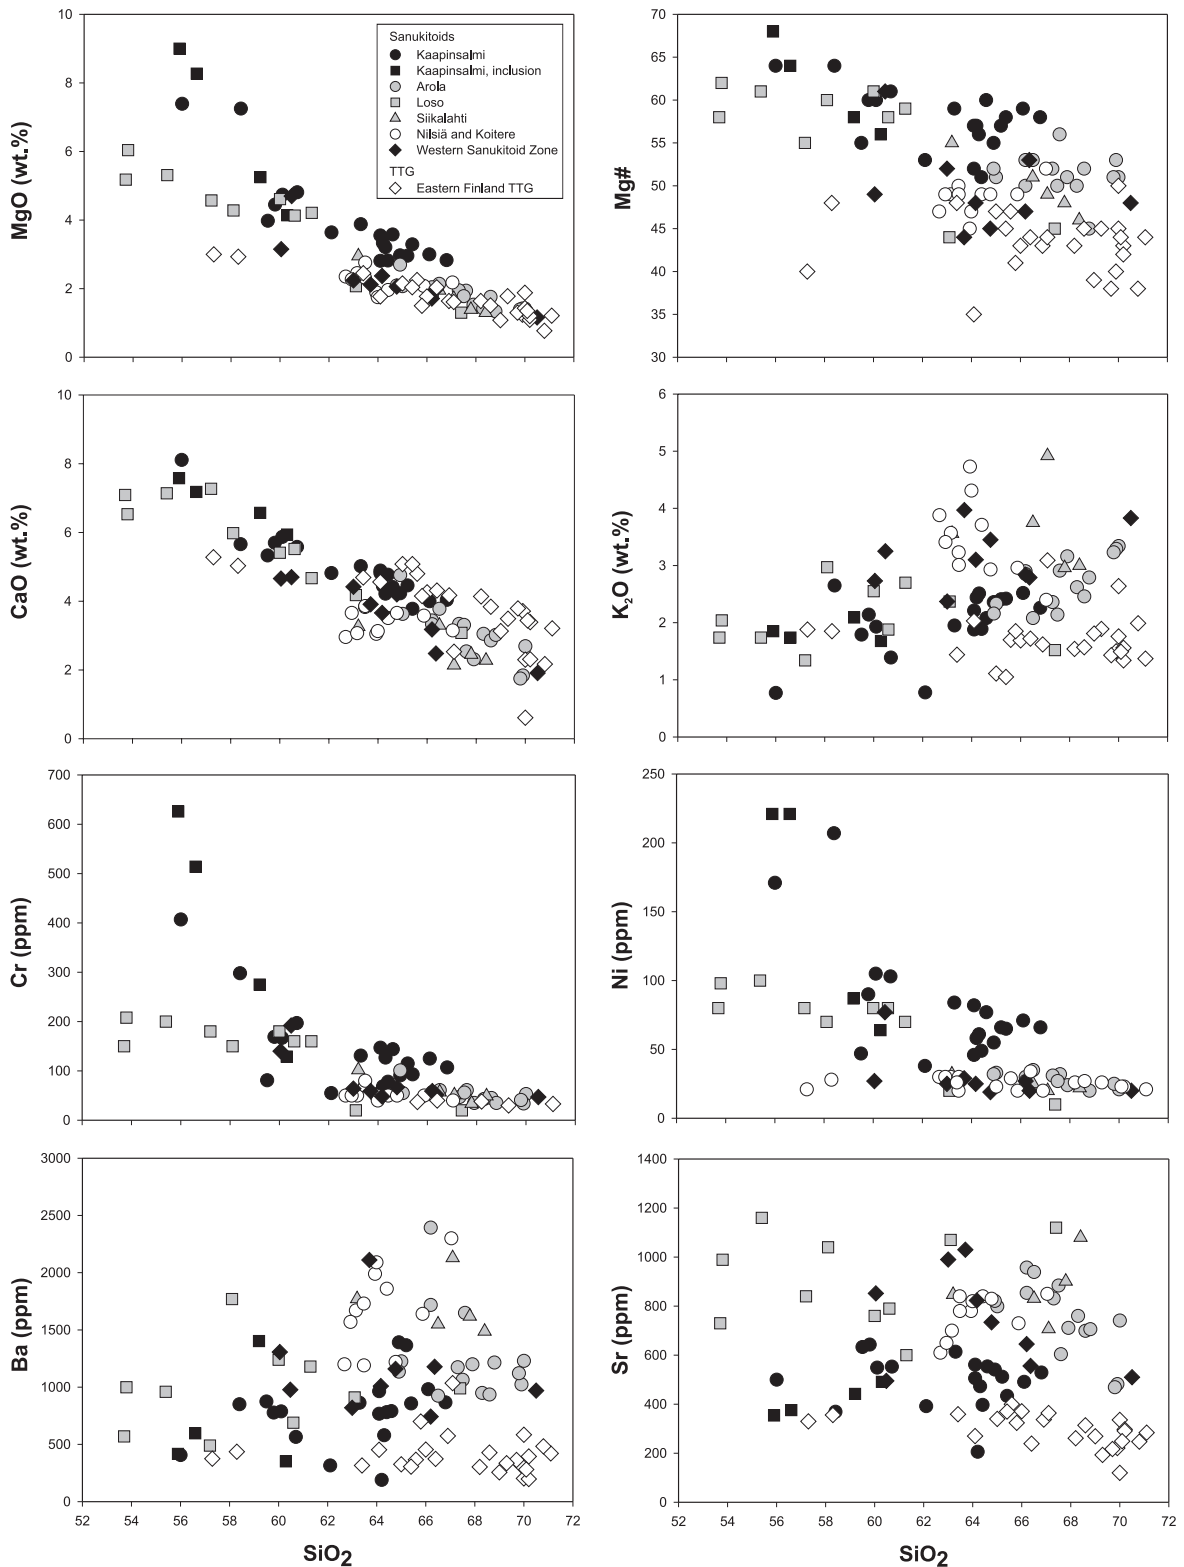 10
8
6
4
2
0
MgO (wt.%)
Sanukitoids
Kaapinsalmi
Kaapinsalmi, inclusion
Arola
Loso
Siikalahti
Nilsiä and Koitere
Western Sanukitoid Zone
TTG
Eastern Finland TTG
70
65
60
55
50
45
40
35
30
Mg#
10
8
6
4
2
0
CaO (wt.%)
6
5
4
3
2
1
0
K₂O (wt.%)
700
600
500
400
300
200
100
0
Cr (ppm)
250
200
150
100
50
0
Ni (ppm)
3000
2500
2000
1500
1000
500
0
Ba (ppm)
52 54 56 58 60 62 64 66 68 70 72
SiO₂
1400
1200
1000
800
600
400
200
0
Sr (ppm)
52 54 56 58 60 62 64 66 68 70 72
SiO₂